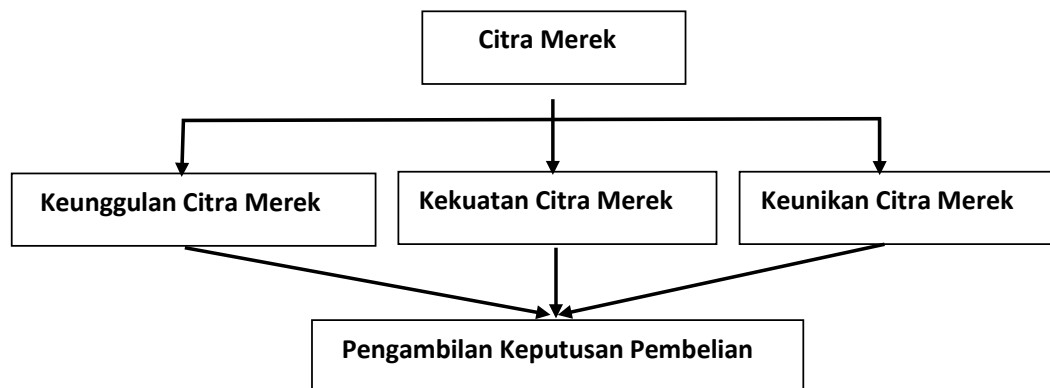 Citra Merek
Keunggulan Citra Merek
Kekuatan Citra Merek
Keunikan Citra Merek
Pengambilan Keputusan Pembelian